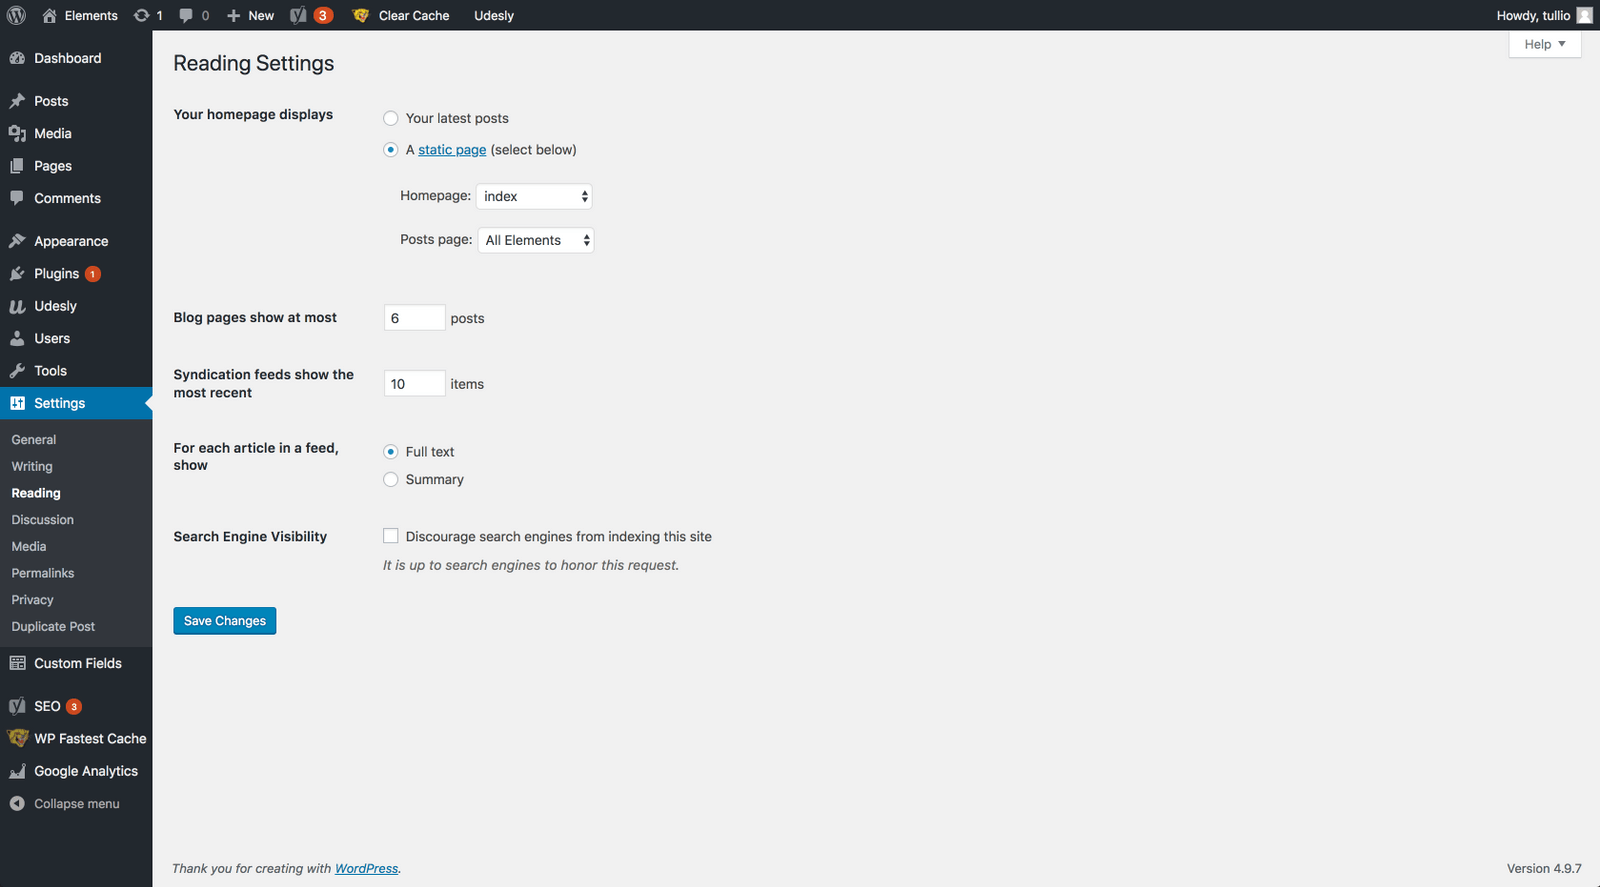 Elements 1 0 New 3 Clear Cache Udesly Howdy, tullio
Help
Dashboard
Posts
Media
Pages
Comments
Appearance
Plugins 1
Udesly
Users
Tools
Settings
General
Writing
Reading
Discussion
Media
Permalinks
Privacy
Duplicate Post
Custom Fields
SEO 3
WP Fastest Cache
Google Analytics
Collapse menu
Reading Settings
Your homepage displays
Your latest posts
A static page (select below)
Homepage: index
Posts page: All Elements
Blog pages show at most 6 posts
Syndication feeds show the
most recent
10 items
For each article in a feed,
show
Full text
Summary
Search Engine Visibility
Discourage search engines from indexing this site
It is up to search engines to honor this request.
Save Changes
Thank you for creating with WordPress. Version 4.9.7